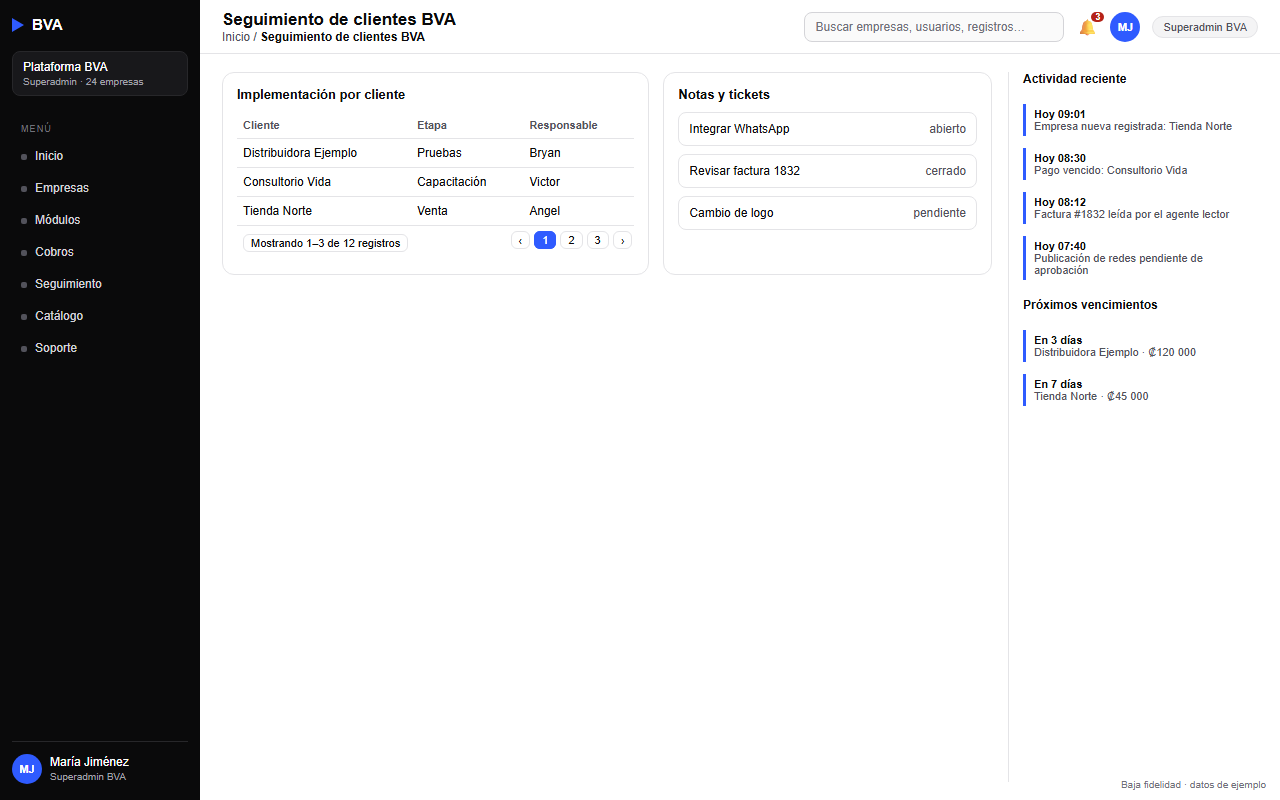 BVA
Plataforma BVA
Superadmin · 24 empresas
MENÚ
Inicio
Empresas
Módulos
Cobros
Seguimiento
Catálogo
Soporte
MJ
María Jiménez
Superadmin BVA
Seguimiento de clientes BVA
Inicio / Seguimiento de clientes BVA
Buscar empresas, usuarios, registros…
3
MJ
Superadmin BVA
Implementación por cliente
Cliente Etapa Responsable
Distribuidora Ejemplo Pruebas Bryan
Consultorio Vida Capacitación Victor
Tienda Norte Venta Angel
Mostrando 1–3 de 12 registros
‹ 1 2 3 ›
Notas y tickets
Integrar WhatsApp abierto
Revisar factura 1832 cerrado
Cambio de logo pendiente
Actividad reciente
Hoy 09:01
Empresa nueva registrada: Tienda Norte
Hoy 08:30
Pago vencido: Consultorio Vida
Hoy 08:12
Factura #1832 leída por el agente lector
Hoy 07:40
Publicación de redes pendiente de
aprobación
Próximos vencimientos
En 3 días
Distribuidora Ejemplo · ₡120 000
En 7 días
Tienda Norte · ₡45 000
Baja fidelidad · datos de ejemplo